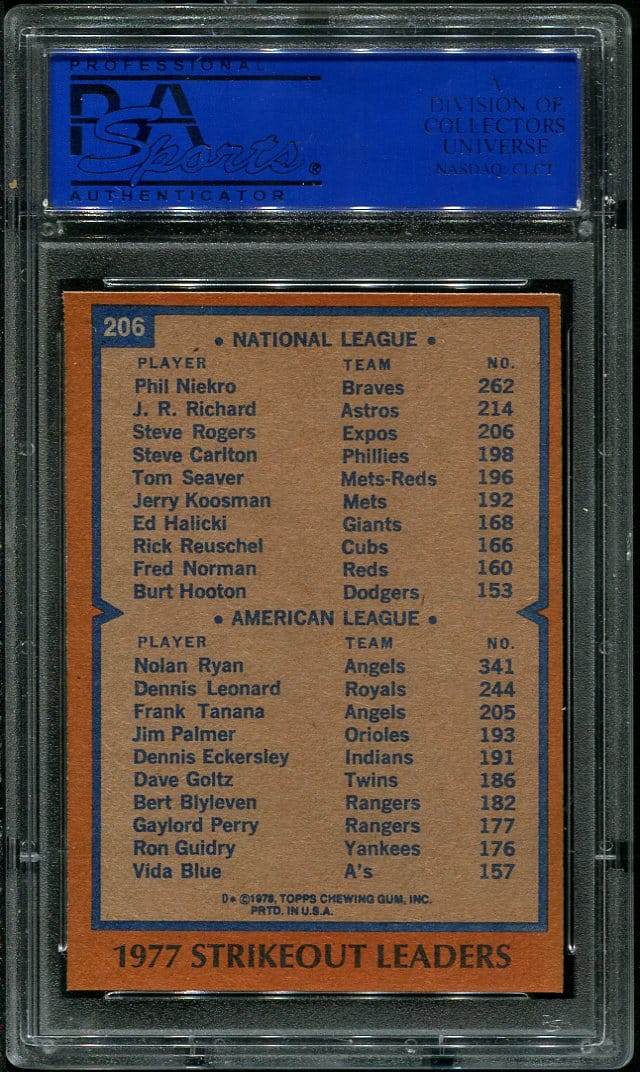 PROFESSIONAL
PSA
Sports®
AUTHENTICATOR
A
DIVISION OF
COLLECTORS
UNIVERSE
NASDAQ: CLCT
206
• NATIONAL LEAGUE •
PLAYER TEAM NO.
Phil Niekro Braves 262
J. R. Richard Astros 214
Steve Rogers Expos 206
Steve Carlton Phillies 198
Tom Seaver Mets-Reds 196
Jerry Koosman Mets 192
Ed Halicki Giants 168
Rick Reuschel Cubs 166
Fred Norman Reds 160
Burt Hooton Dodgers 153
• AMERICAN LEAGUE •
PLAYER TEAM NO.
Nolan Ryan Angels 341
Dennis Leonard Royals 244
Frank Tanana Angels 205
Jim Palmer Orioles 193
Dennis Eckersley Indians 191
Dave Goltz Twins 186
Bert Blyleven Rangers 182
Gaylord Perry Rangers 177
Ron Guidry Yankees 176
Vida Blue A's 157
D* ©1978, TOPPS CHEWING GUM, INC.
PRTD. IN U.S.A.
1977 STRIKEOUT LEADERS